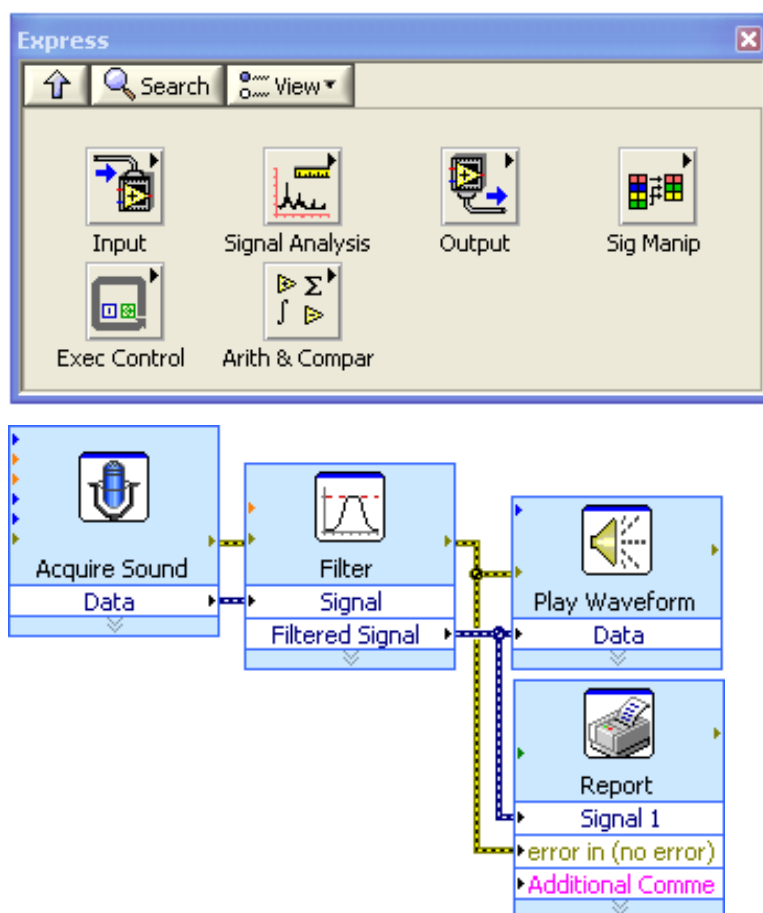 Express
Search View
Input Signal Analysis Output Sig Manip
Exec Control Arith & Compar
Acquire Sound
Data
Filter
Signal
Filtered Signal
Play Waveform
Data
Report
Signal 1
error in (no error)
Additional Comme